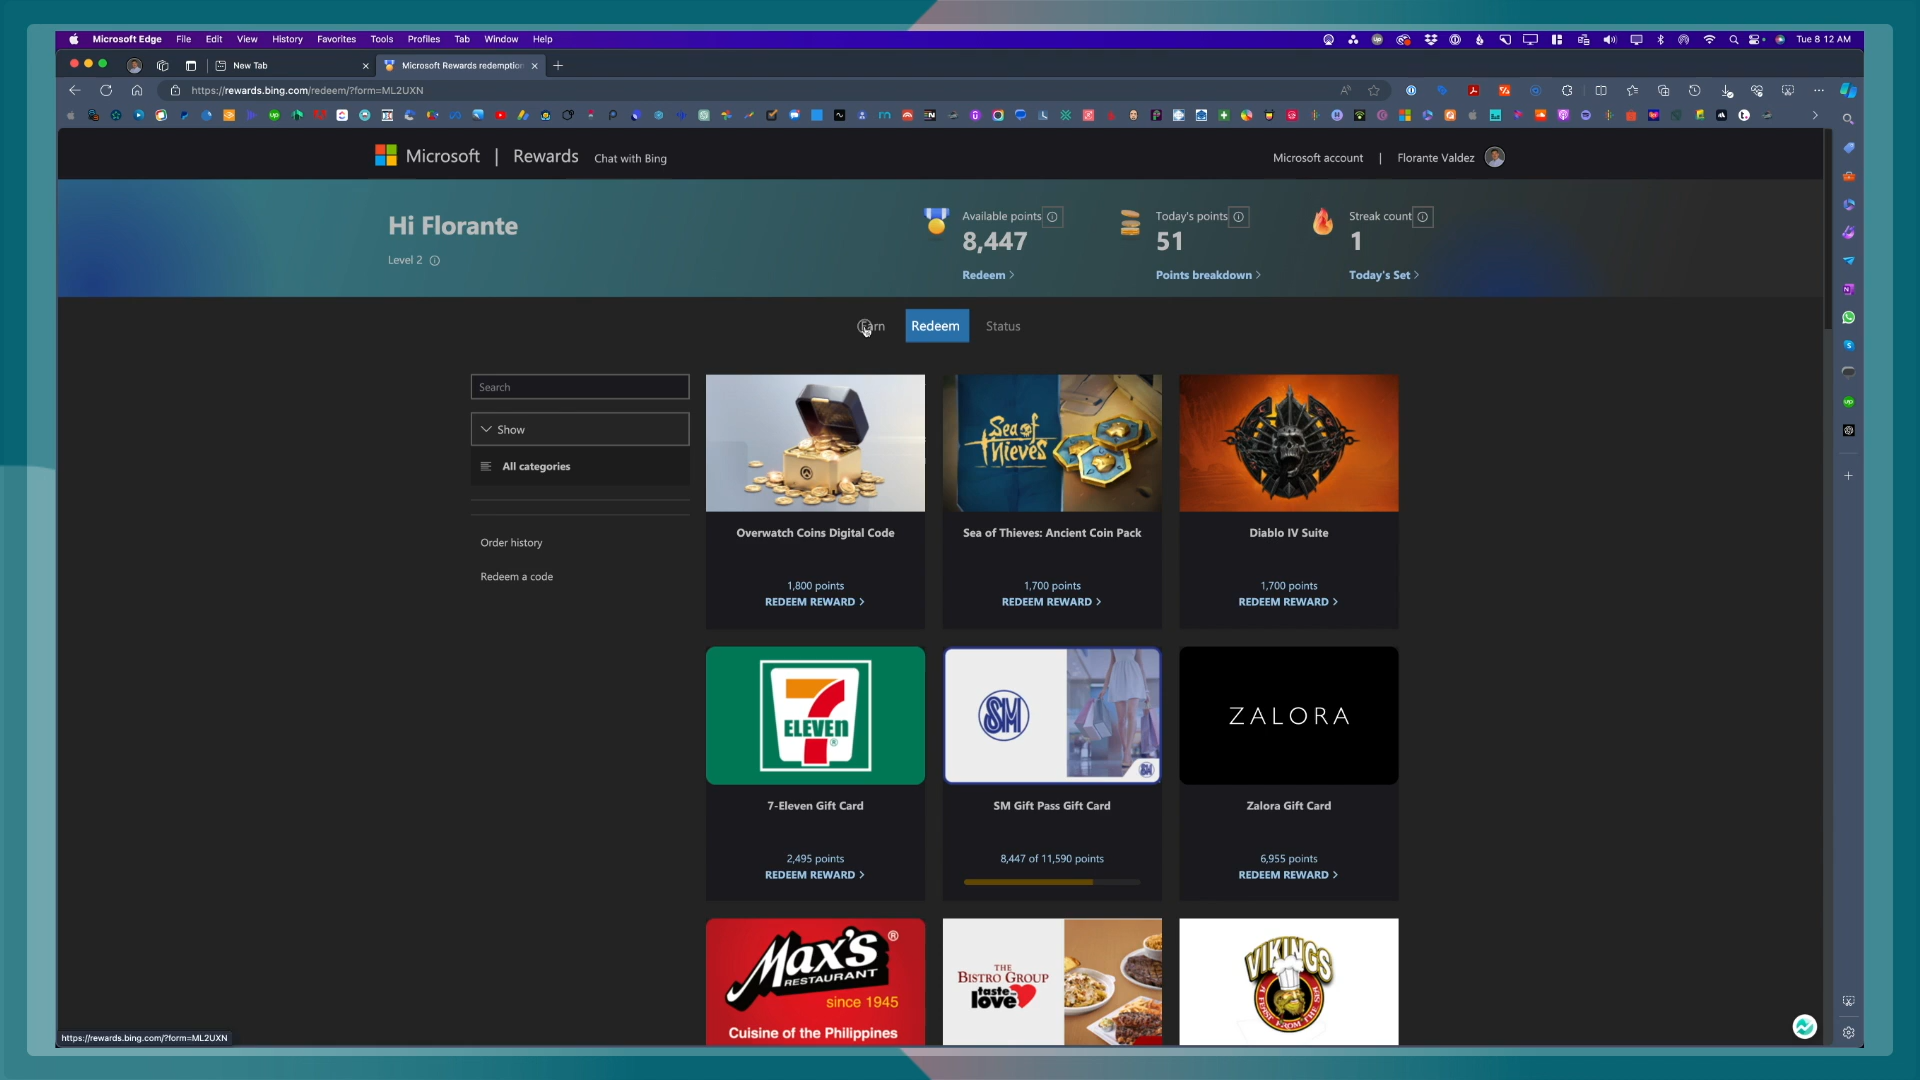 Microsoft Edge File Edit View History Favorites Tools Profiles Tab Window Help
Tue 8 12 AM
New Tab
Microsoft Rewards redemption
https://rewards.bing.com/redeem/?form=ML2UXN
Microsoft | Rewards Chat with Bing
Microsoft account | Florante Valdez
Hi Florante
Level 2
Available points
8,447
Redeem >
Today's points
51
Points breakdown >
Streak count
1
Today's Set >
Earn Redeem Status
Search
Show
All categories
Order history
Redeem a code
Overwatch Coins Digital Code
1,800 points
REDEEM REWARD >
Sea of Thieves
Sea of Thieves: Ancient Coin Pack
1,700 points
REDEEM REWARD >
Diablo IV Suite
1,700 points
REDEEM REWARD >
7
ELEVEN
®
7-Eleven Gift Card
2,495 points
REDEEM REWARD >
SM
SM Gift Pass Gift Card
8,447 of 11,590 points
ZALORA
Zalora Gift Card
6,955 points
REDEEM REWARD >
Max's ®
RESTAURANT
since 1945
Cuisine of the Philippines
THE
BISTRO GROUP
taste love
VIKINGS
https://rewards.bing.com/?form=ML2UXN